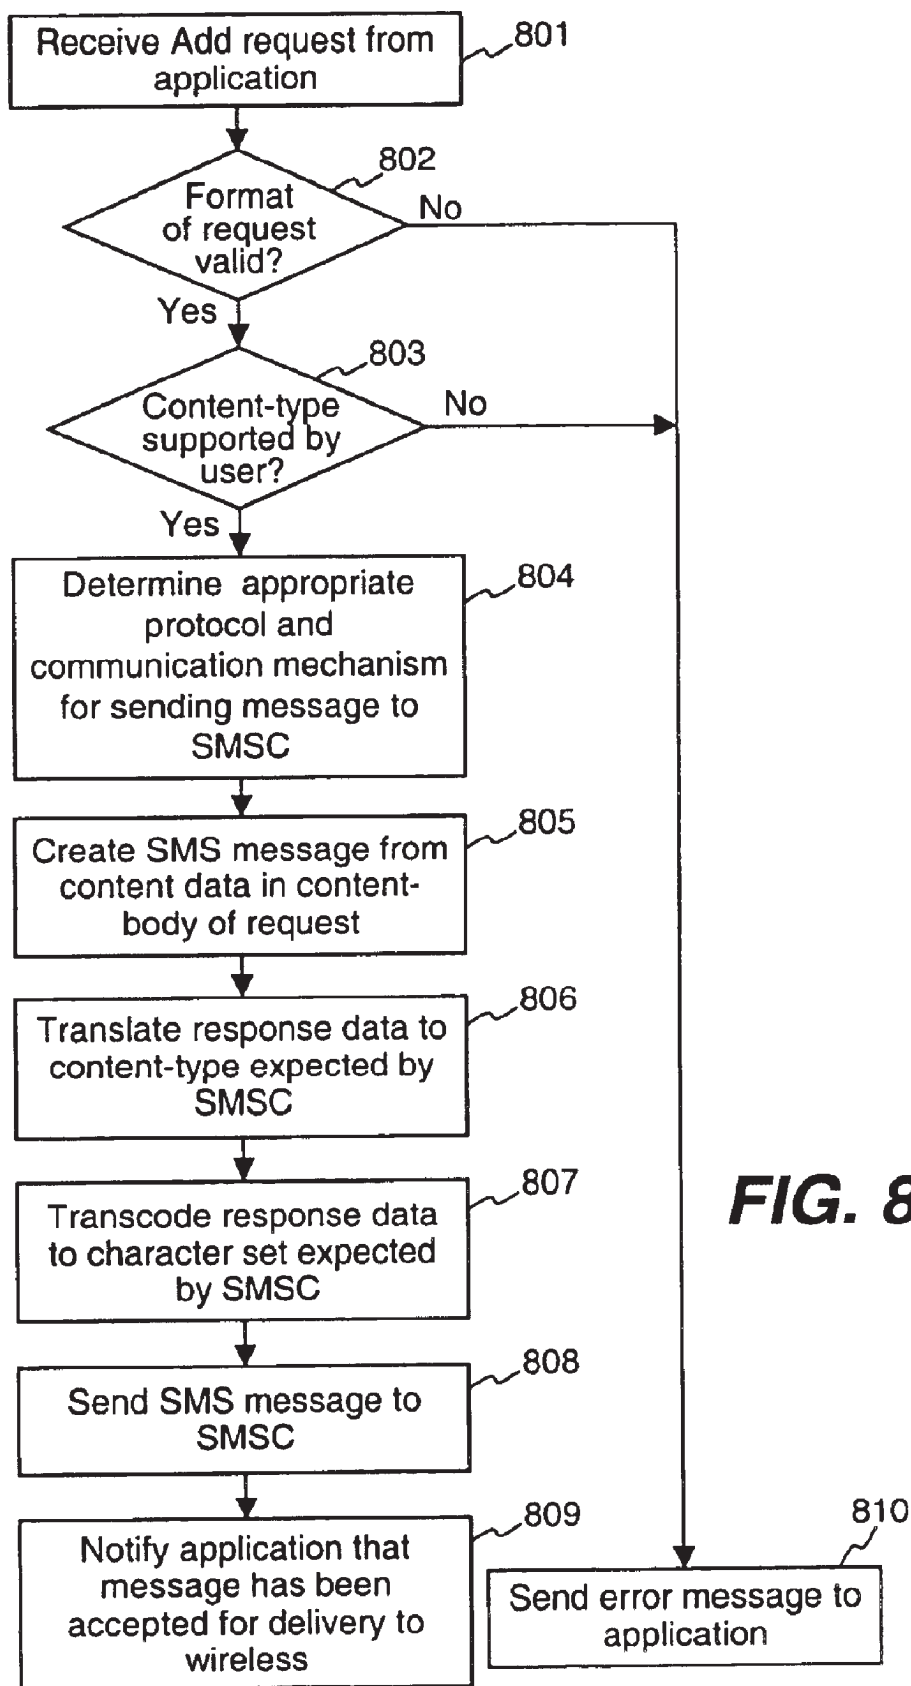 Receive Add request from
application
801
802
Format
of request
valid?
No
Yes
803
Content-type
supported by
user?
No
Yes
804
Determine appropriate
protocol and
communication mechanism
for sending message to
SMSC
805
Create SMS message from
content data in content-
body of request
806
Translate response data to
content-type expected by
SMSC
807
Transcode response data
to character set expected
by SMSC
FIG. 8
808
Send SMS message to
SMSC
809
Notify application that
message has been
accepted for delivery to
wireless
810
Send error message to
application